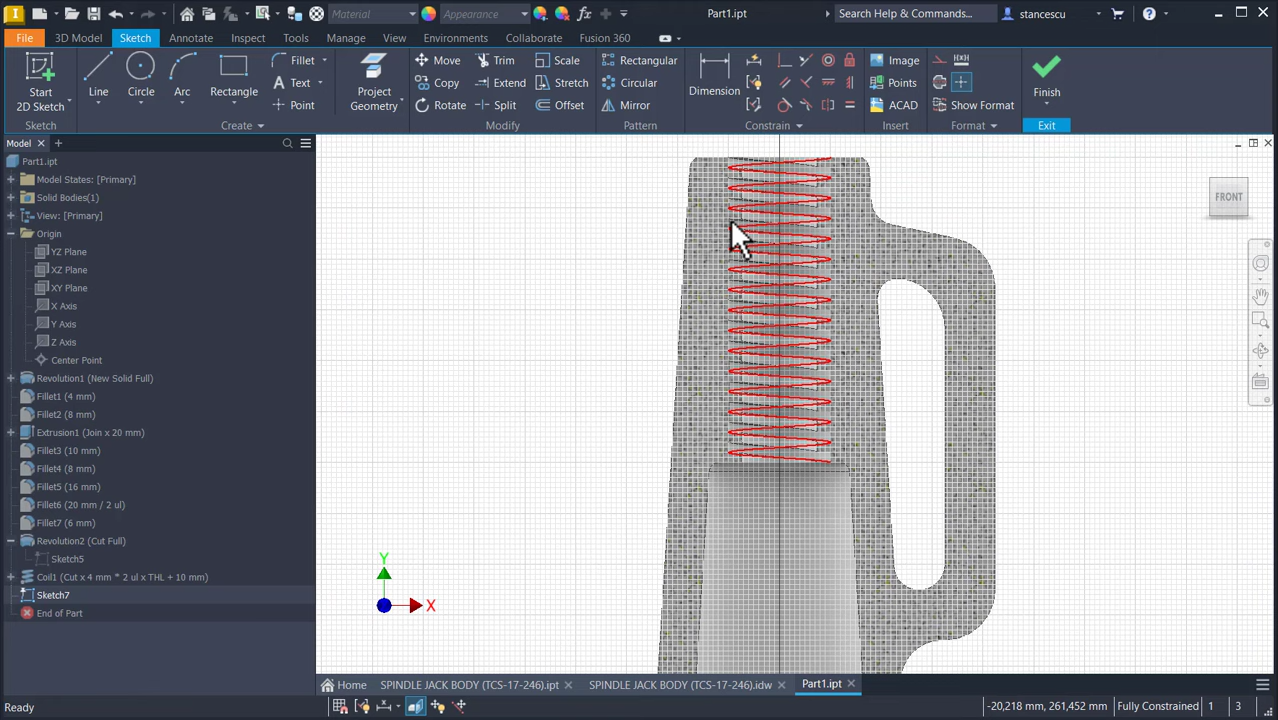 Material
Appearance
Part1.ipt
Search Help & Commands...
stancescu
File
3D Model
Sketch
Annotate
Inspect
Tools
Manage
View
Environments
Collaborate
Fusion 360
Start
2D Sketch
Line
Circle
Arc
Rectangle
Fillet
Text
Point
Project
Geometry
Move
Trim
Scale
Copy
Extend
Stretch
Rotate
Split
Offset
Rectangular
Circular
Mirror
Dimension
Image
Points
ACAD
Show Format
Finish
Sketch
Create
Modify
Pattern
Constrain
Insert
Format
Exit
Model
Part1.ipt
Model States: [Primary]
Solid Bodies(1)
View: [Primary]
Origin
YZ Plane
XZ Plane
XY Plane
X Axis
Y Axis
Z Axis
Center Point
Revolution1 (New Solid Full)
Fillet1 (4 mm)
Fillet2 (8 mm)
Extrusion1 (Join x 20 mm)
Fillet3 (10 mm)
Fillet4 (8 mm)
Fillet5 (16 mm)
Fillet6 (20 mm / 2 ul)
Fillet7 (6 mm)
Revolution2 (Cut Full)
Sketch5
Coil1 (Cut x 4 mm * 2 ul x THL + 10 mm)
Sketch7
End of Part
FRONT
Y
X
Home
SPINDLE JACK BODY (TCS-17-246).ipt
SPINDLE JACK BODY (TCS-17-246).idw
Part1.ipt
Ready
-20,218 mm, 261,452 mm
Fully Constrained
1
3